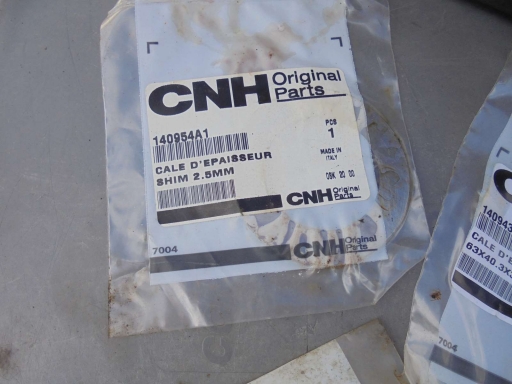 CNH Original Parts
140954A1
PCS
1
CALE D'EPAISSEUR
SHIM 2.5MM
MADE IN
ITALY
CNH Original Parts
7004
CNH Original Parts
CALE D'E
7004